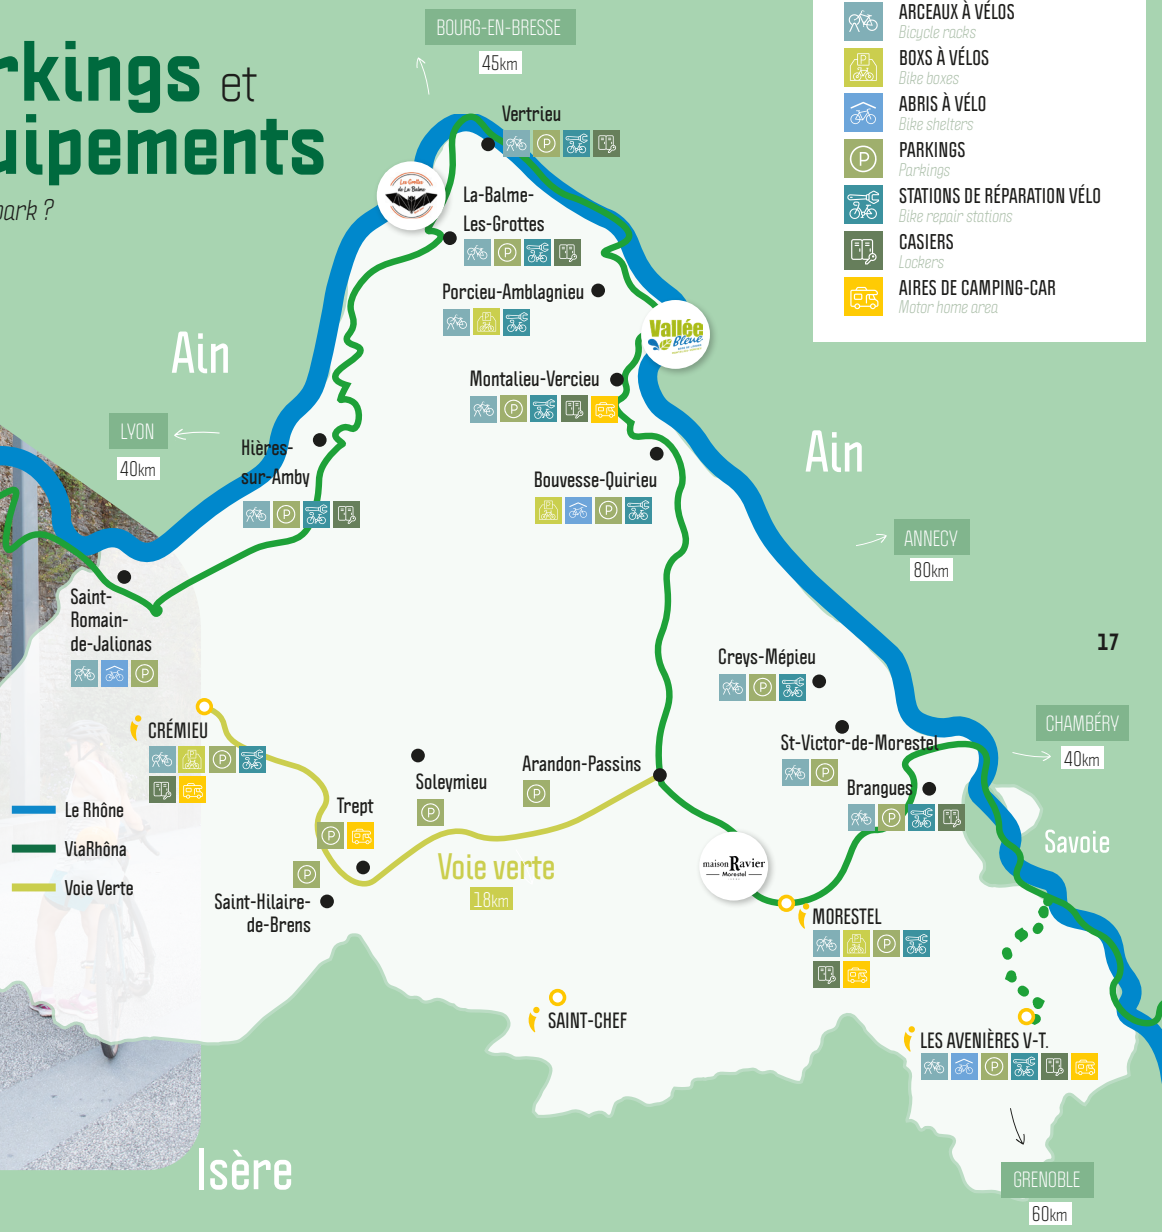 rkings et
uipements
park ?
BOURG-EN-BRESSE
45km
ARCEAUX À VÉLOS
Bicycle racks
BOXS À VÉLOS
Bike boxes
ABRIS À VÉLO
Bike shelters
PARKINGS
Parkings
STATIONS DE RÉPARATION VÉLO
Bike repair stations
CASIERS
Lockers
AIRES DE CAMPING-CAR
Motor home area
Vertrieu
Les Grottes
de La Balme
La-Balme-
Les-Grottes
Porcieu-Amblagnieu
Vallée
Bleue
Ain
Montalieu-Vercieu
LYON
40km
Hières-
sur-Amby
Ain
Bouvesse-Quirieu
ANNECY
80km
Saint-
Romain-
de-Jalionas
17
Creys-Mépieu
CRÉMIEU
St-Victor-de-Morestel
CHAMBÉRY
40km
Soleymieu
Arandon-Passins
Brangues
Trept
Le Rhône
ViaRhôna
Voie Verte
Savoie
Voie verte
18km
maison Ravier
Morestel
Saint-Hilaire-
de-Brens
MORESTEL
SAINT-CHEF
LES AVENIÈRES V-T.
Isère
GRENOBLE
60km